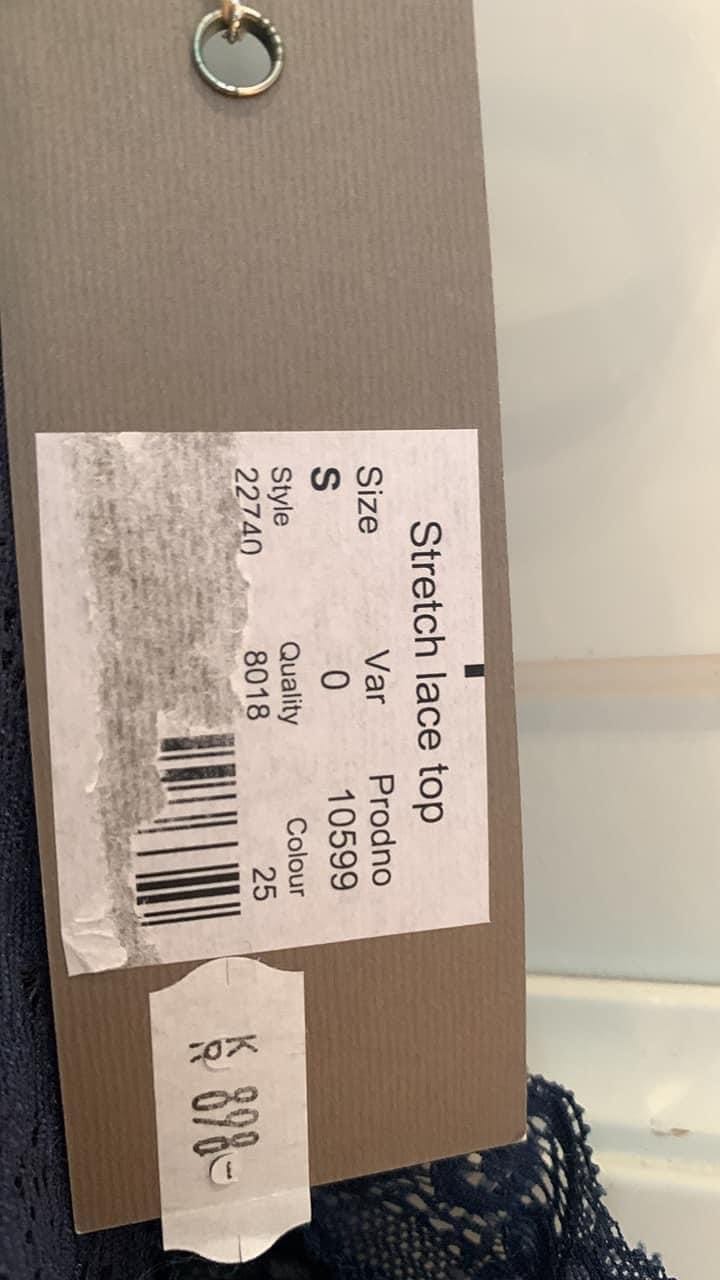 Stretch lace top
Size Var Prodno
S 0 10599
Style Quality Colour
22740 8018 25
K 898-
R